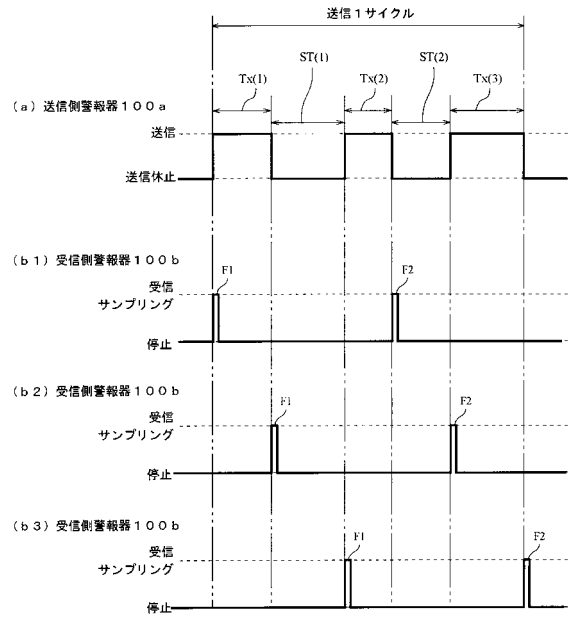 送信１サイクル
ST(1)
ST(2)
Tx(1)
Tx(2)
Tx(3)
（ａ）送信側警報器１００ａ
送信
送信休止
（ｂ１）受信側警報器１００ｂ
F1
F2
受信
サンプリング
停止
（ｂ２）受信側警報器１００ｂ
F1
F2
受信
サンプリング
停止
（ｂ３）受信側警報器１００ｂ
F1
F2
受信
サンプリング
停止